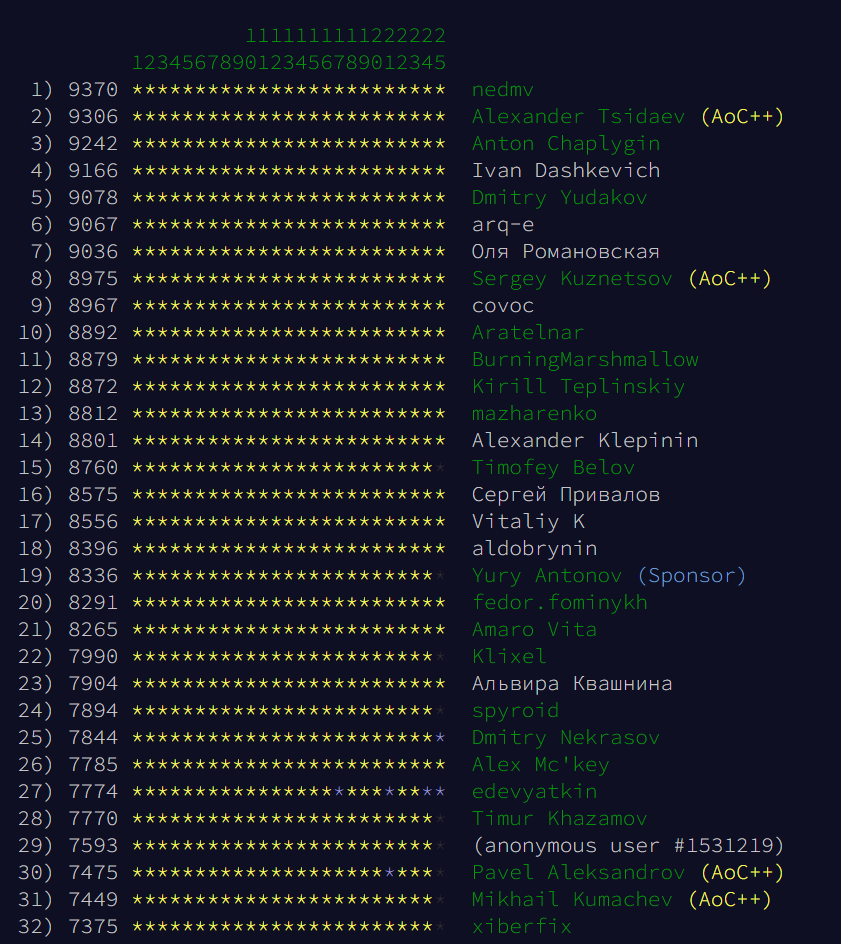 1111111111222222
1234567890123456789012345
1) 9370 ************************* nedmv
2) 9306 ************************* Alexander Tsidaev (AoC++)
3) 9242 ************************* Anton Chaplygin
4) 9166 ************************* Ivan Dashkevich
5) 9078 ************************* Dmitry Yudakov
6) 9067 ************************* arq-e
7) 9036 ************************* Оля Романовская
8) 8975 ************************* Sergey Kuznetsov (AoC++)
9) 8967 ************************* covoc
10) 8892 ************************* Aratelnar
11) 8879 ************************* BurningMarshmallow
12) 8872 ************************* Kirill Teplinskiy
13) 8812 ************************* mazharenko
14) 8801 ************************* Alexander Klepinin
15) 8760 ************************* Timofey Belov
16) 8575 ************************* Сергей Привалов
17) 8556 ************************* Vitaliy K
18) 8396 ************************* aldobrynin
19) 8336 ************************* Yury Antonov (Sponsor)
20) 8291 ************************* fedor.fominykh
21) 8265 ************************* Amaro Vita
22) 7990 ************************* Klixel
23) 7904 ************************* Альвира Квашнина
24) 7894 ************************* spyroid
25) 7844 ************************* Dmitry Nekrasov
26) 7785 ************************* Alex Mc'key
27) 7774 ************************* edevyatkin
28) 7770 ************************* Timur Khazamov
29) 7593 ************************* (anonymous user #1531219)
30) 7475 ************************* Pavel Aleksandrov (AoC++)
31) 7449 ************************* Mikhail Kumachev (AoC++)
32) 7375 ************************* xiberfix